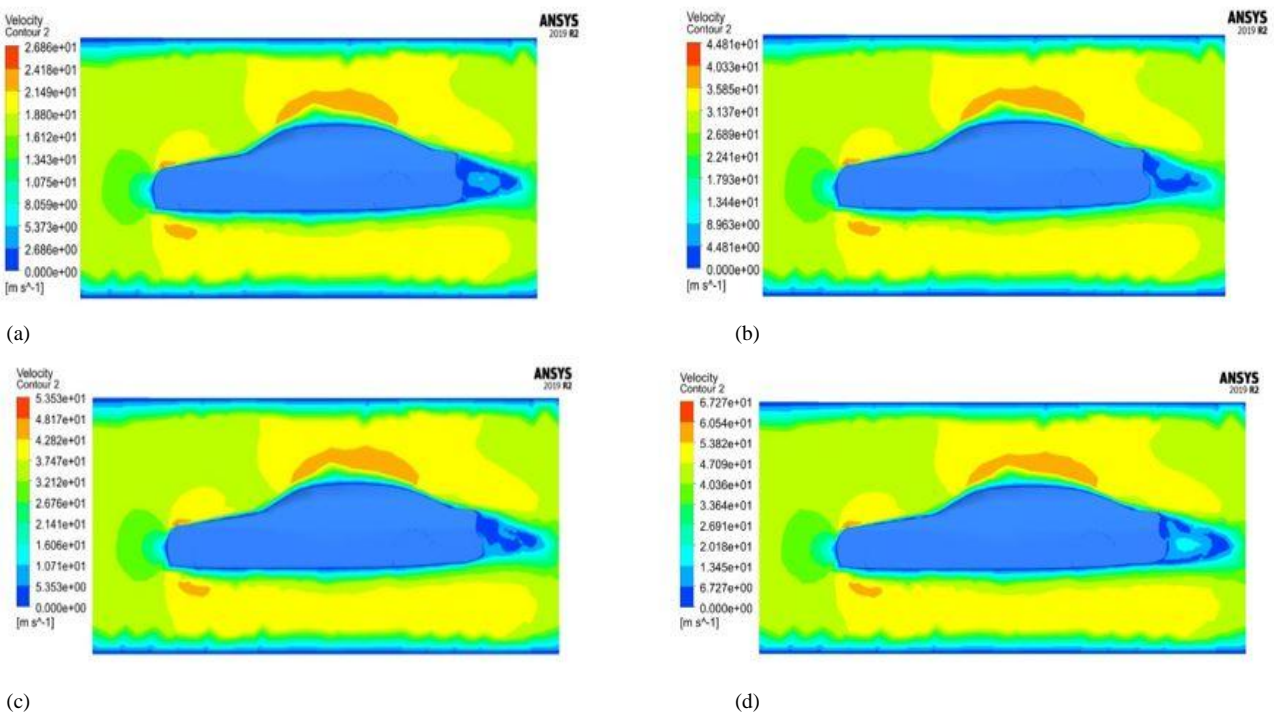 Velocity
Contour 2
2.686e+01
2.418e+01
2.149e+01
1.880e+01
1.612e+01
1.343e+01
1.075e+01
8.059e+00
5.373e+00
2.686e+00
0.000e+00
[m s^-1]
ANSYS
2019 R2
(a)
Velocity
Contour 2
4.481e+01
4.033e+01
3.585e+01
3.137e+01
2.689e+01
2.241e+01
1.793e+01
1.344e+01
8.963e+00
4.481e+00
0.000e+00
[m s^-1]
ANSYS
2019 R2
(b)
Velocity
Contour 2
5.353e+01
4.817e+01
4.282e+01
3.747e+01
3.212e+01
2.676e+01
2.141e+01
1.606e+01
1.071e+01
5.353e+00
0.000e+00
[m s^-1]
ANSYS
2019 R2
(c)
Velocity
Contour 2
6.727e+01
6.054e+01
5.382e+01
4.709e+01
4.036e+01
3.364e+01
2.691e+01
2.018e+01
1.345e+01
6.727e+00
0.000e+00
[m s^-1]
ANSYS
2019 R2
(d)